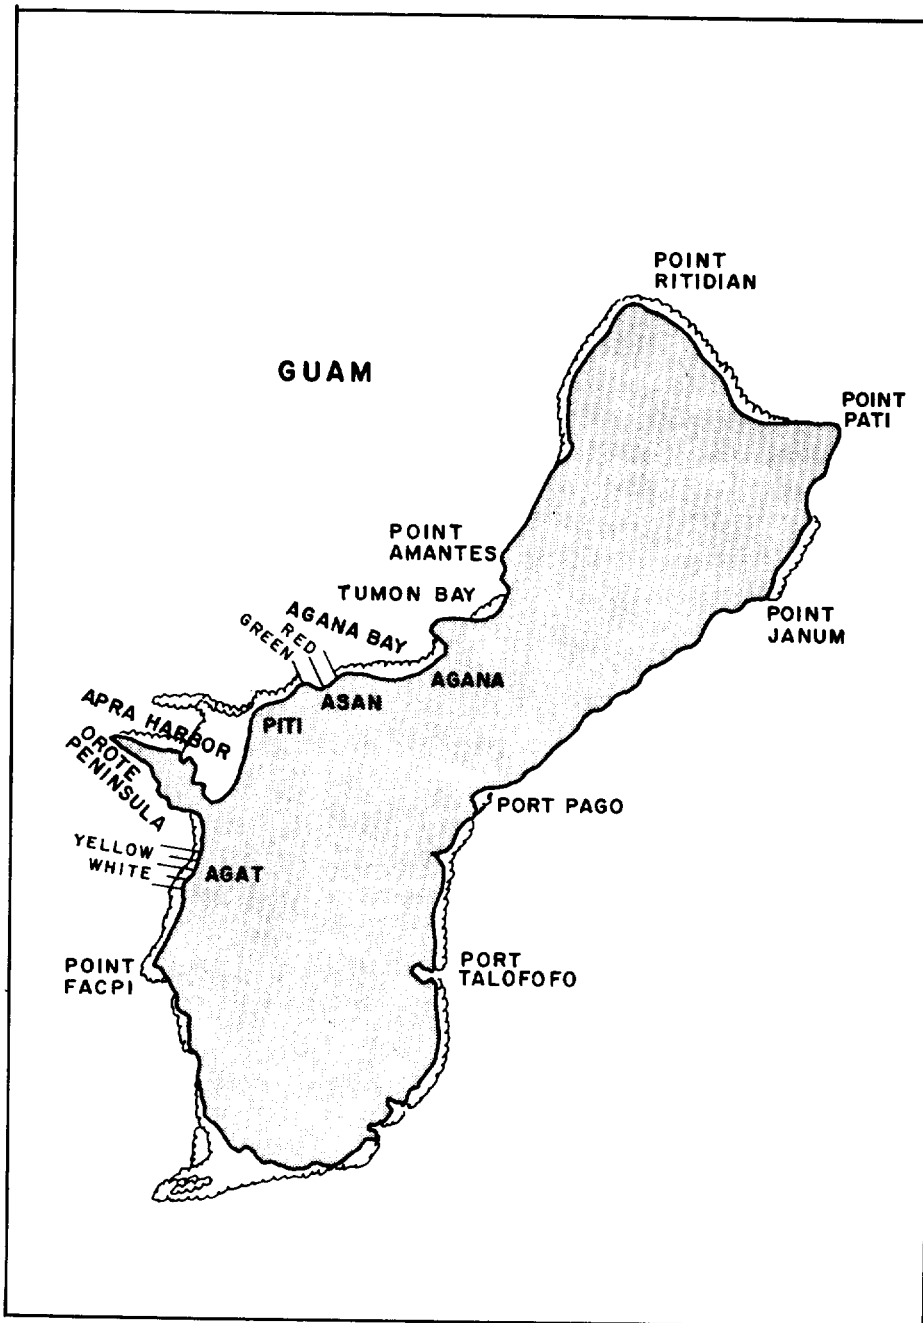 POINT
RITIDIAN
GUAM
POINT
PATI
POINT
AMANTES
TUMON BAY
POINT
JANUM
AGANA BAY
RED
GREEN
AGANA
ASAN
PITI
APRA HARBOR
OROTE
PENINSULA
PORT PAGO
YELLOW
WHITE
AGAT
POINT
FACPI
PORT
TALOFOFO